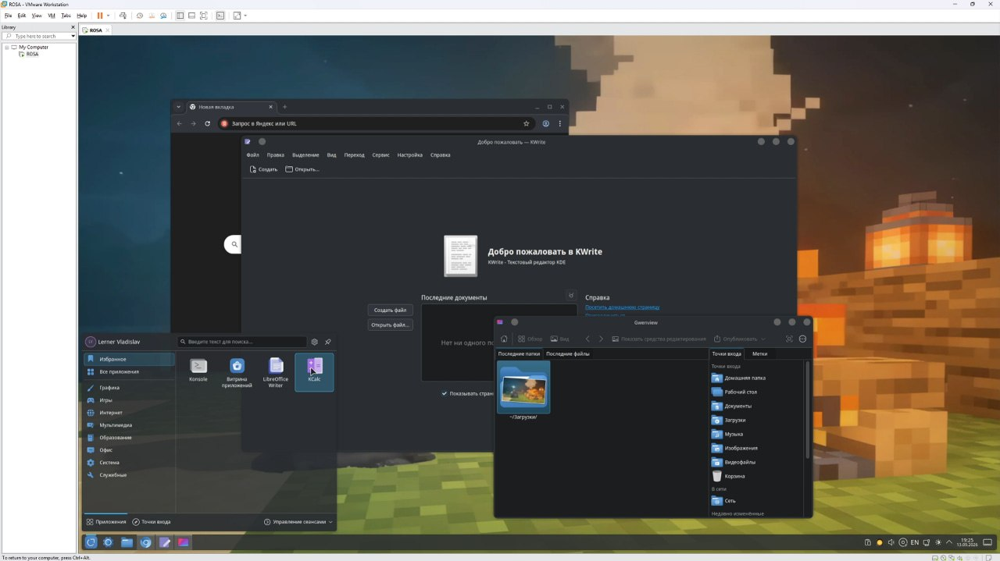 ROSA - VMware Workstation
File Edit View VM Tabs Help
Library
Type here to search
My Computer
ROSA
ROSA
Новая вкладка
Запрос в Яндекс или URL
Добро пожаловать — KWrite
Файл Правка Выделение Вид Переход Сервис Настройка Справка
Создать Открыть...
Добро пожаловать в KWrite
KWrite - Текстовый редактор KDE
Последние документы
Справка
Создать файл
Посетить домашнюю страницу
Открыть файл...
Нет ни одного
Показывать
Gwenview
Обзор Вид Показать средства редактирования Опубликовать
Последние папки Последние файлы
Точки входа Метки
~/Загрузки/
Точки входа
Домашняя папка
Рабочий стол
Документы
Загрузки
Музыка
Изображения
Видеофайлы
Корзина
В сети
Сеть
Недавно изменённые
LV Lerner Vladislav
Введите текст для поиска...
Избранное
Все приложения
Графика
Игры
Интернет
Мультимедиа
Образование
Офис
Система
Служебные
Konsole
Витрина приложений
LibreOffice Writer
KCalc
Приложения Точки входа Управление сеансами
EN
19:25
13.09.2026
To return to your computer, press Ctrl+Alt.